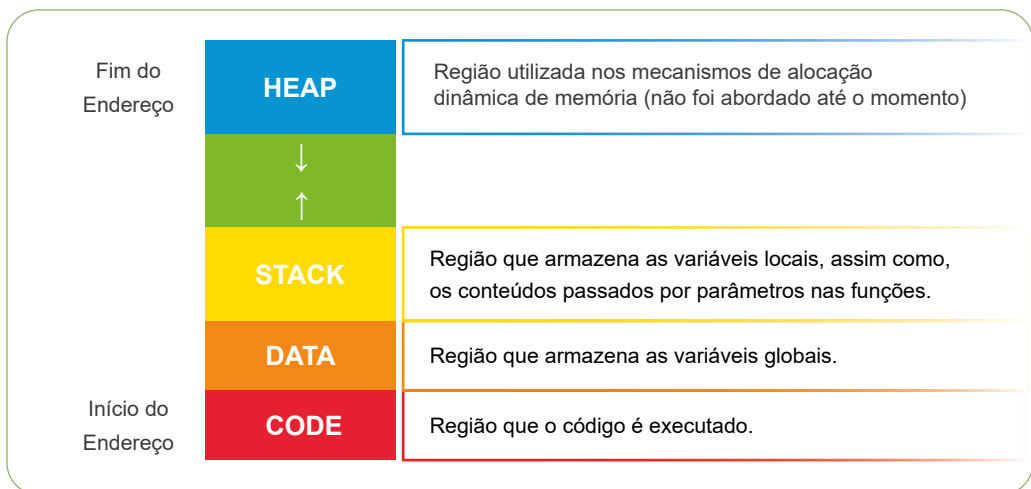 Fim do
Endereço
HEAP
Região utilizada nos mecanismos de alocação
dinâmica de memória (não foi abordado até o momento)
↓
↑
STACK
Região que armazena as variáveis locais, assim como,
os conteúdos passados por parâmetros nas funções.
DATA
Região que armazena as variáveis globais.
Início do
Endereço
CODE
Região que o código é executado.